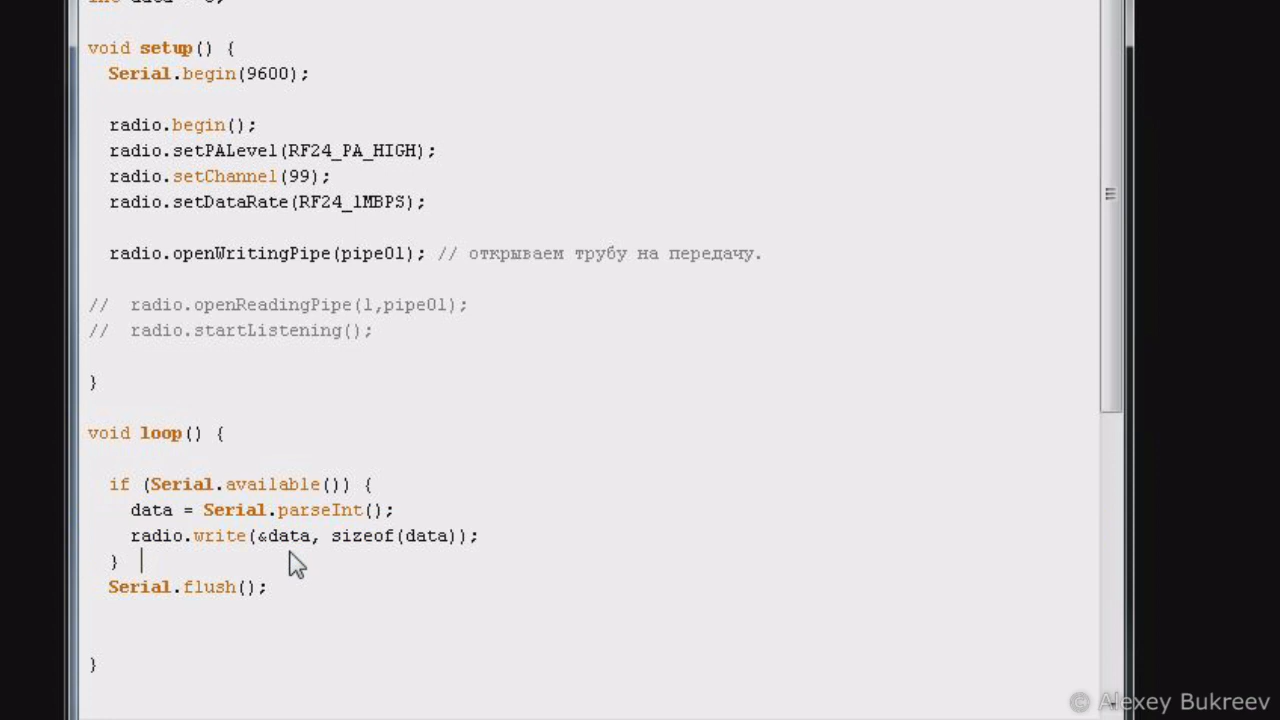 void setup() {
Serial.begin(9600);
radio.begin();
radio.setPALevel(RF24_PA_HIGH);
radio.setChannel(99);
radio.setDataRate(RF24_1MBPS);
radio.openWritingPipe(pipe01); // открываем трубу на передачу.
// radio.openReadingPipe(1,pipe01);
// radio.startListening();
}
void loop() {
if (Serial.available()) {
data = Serial.parseInt();
radio.write(&data, sizeof(data));
}
Serial.flush();
}
© Alexey Bukreev